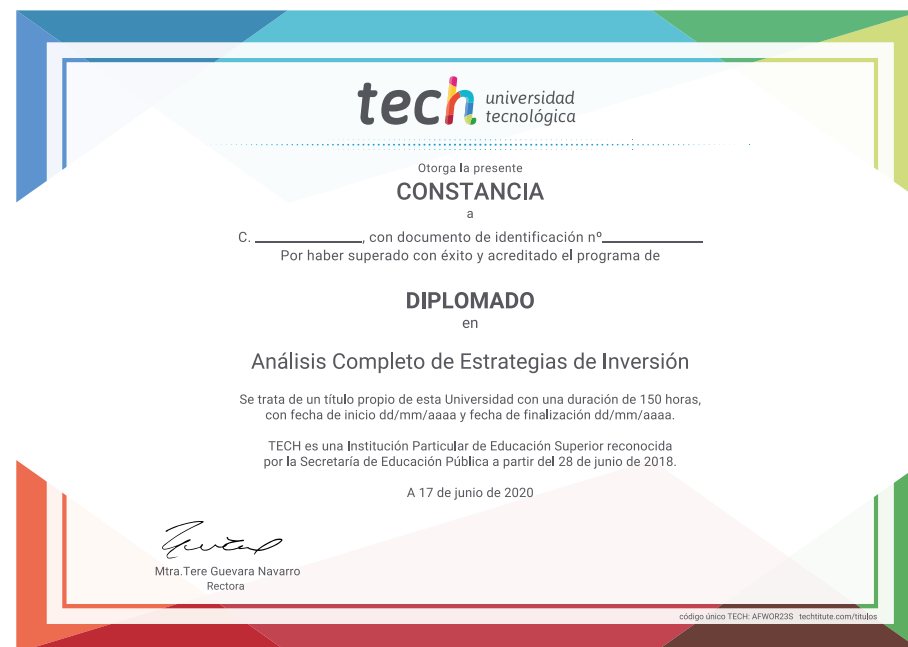 tech universidad
tecnológica
Otorga la presente
CONSTANCIA
a
C. ____________, con documento de identificación nº____________
Por haber superado con éxito y acreditado el programa de
DIPLOMADO
en
Análisis Completo de Estrategias de Inversión
Se trata de un título propio de esta Universidad con una duración de 150 horas,
con fecha de inicio dd/mm/aaaa y fecha de finalización dd/mm/aaaa.
TECH es una Institución Particular de Educación Superior reconocida
por la Secretaría de Educación Pública a partir del 28 de junio de 2018.
A 17 de junio de 2020
Mtra.Tere Guevara Navarro
Rectora
código único TECH: AFWOR23S techtitute.com/titulos